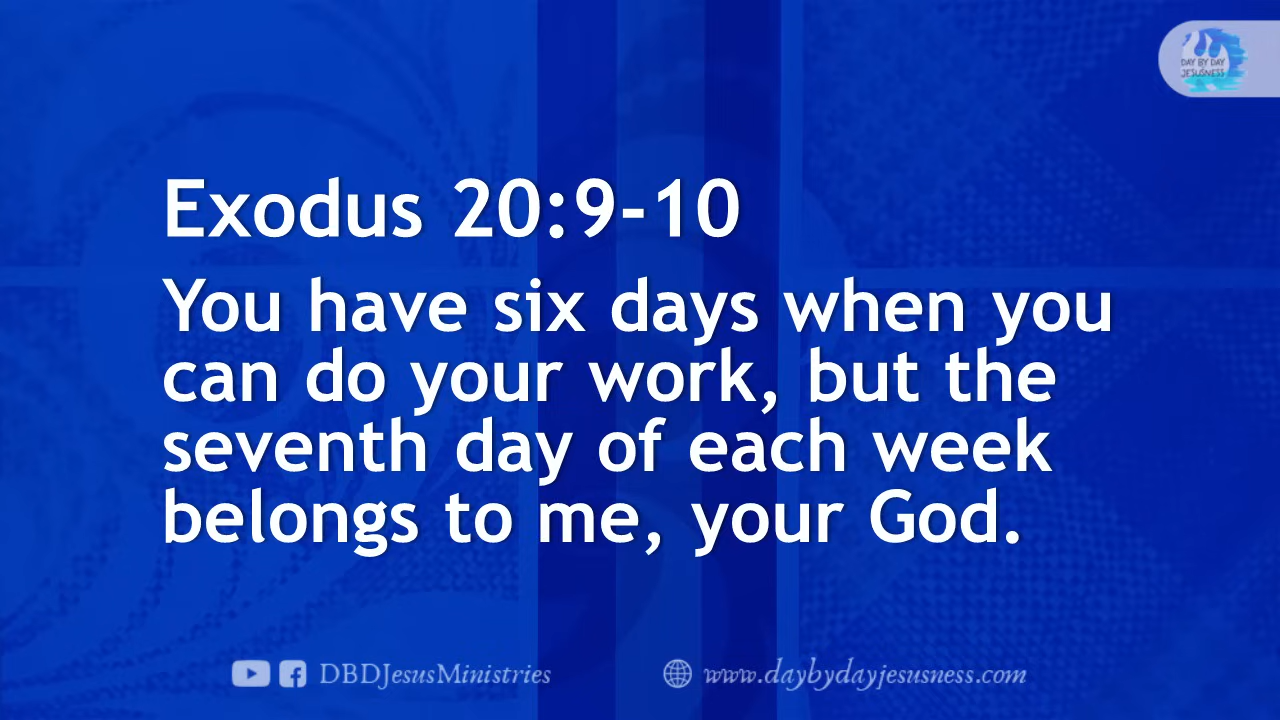 DAY BY DAY
JESUSNESS
Exodus 20:9-10
You have six days when you
can do your work, but the
seventh day of each week
belongs to me, your God.
DBDJesusMinistries
www.daybydayjesusness.com